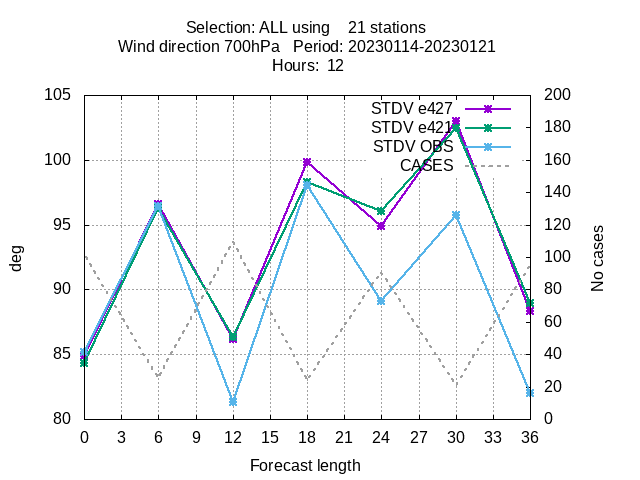 Selection: ALL using 21 stations
Wind direction 700hPa Period: 20230114-20230121
Hours: 12
105
100
95
90
85
80
deg
200
180
160
140
120
100
80
60
40
20
0
No cases
STDV e427
STDV e421
STDV OBS
CASES
0 3 6 9 12 15 18 21 24 27 30 33 36
Forecast length